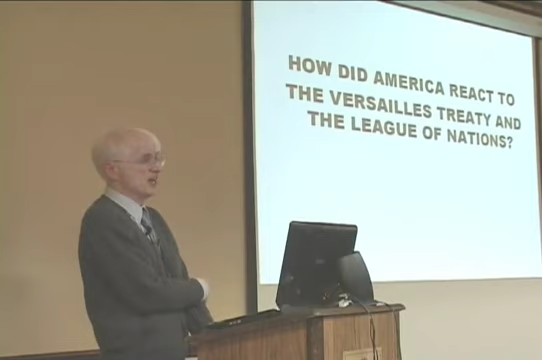 HOW DID AMERICA REACT TO
THE VERSAILLES TREATY AND
THE LEAGUE OF NATIONS?